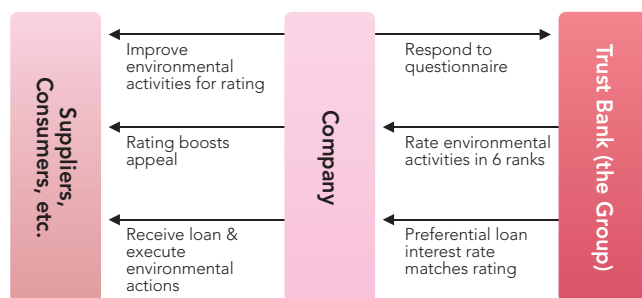 Suppliers,
Consumers, etc.
Improve
environmental
activities for rating
Rating boosts
appeal
Receive loan &
execute
environmental
actions
Company
Respond to
questionnaire
Rate environmental
activities in 6 ranks
Preferential loan
interest rate
matches rating
Trust Bank (the Group)